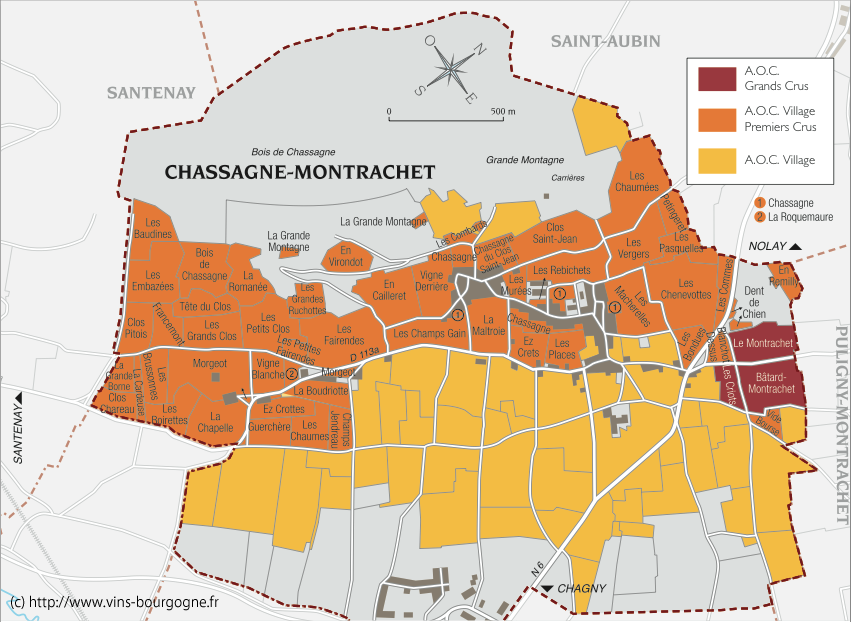 SAINT-AUBIN
SANTENAY
O
N
S
E
0
500 m
A.O.C.
Grands Crus
A.O.C. Village
Premiers Crus
A.O.C. Village
1 Chassagne
2 La Roquemaure
Bois de Chassagne
CHASSAGNE-MONTRACHET
Grande Montagne
Carrières
NOLAY
Les
Chaumées
Petingeret
Les
Pasquelles
Les
Vergers
Clos
Saint-Jean
La Grande Montagne
La Grande
Montagne
Les Combards
Chassagne
Chassagne
du Clos
Saint-Jean
Les
Baudines
Bois
de
Chassagne
En
Virondot
Les
Embazées
La
Romanée
Les
Grandes
Ruchottes
En
Cailleret
Vigne
Derrière
Les
Murées
Les Rebichets
1
1
1
Les
Macherelles
Les
Chenevottes
Les Commes
Dent
de
Chien
En
Remilly
Tête du Clos
Francemont
Clos
Pitois
Les
Grands Clos
Les
Petits Clos
Les
Fairendes
Les Petites
Fairendes
D 113a
Les Champs Gain
La
Maltroie
Chassagne
Ez
Crets
Les
Places
Les
Bondues
Blanchot
Dessus
Les Criots
Le Montrachet
Bâtard-
Montrachet
Vide
Bourse
PULIGNY-MONTRACHET
La
Grande
Borne
Clos
Chareau
La Cardeuse
Les
Brussonnes
Morgeot
Vigne
Blanche
2
Morgeot
La Boudriotte
Les
Boirettes
La
Chapelle
Ez Crottes
Guerchère
Les
Chaumes
Champs
Jendreau
SANTENAY
N 6
CHAGNY
(c) http://www.vins-bourgogne.fr